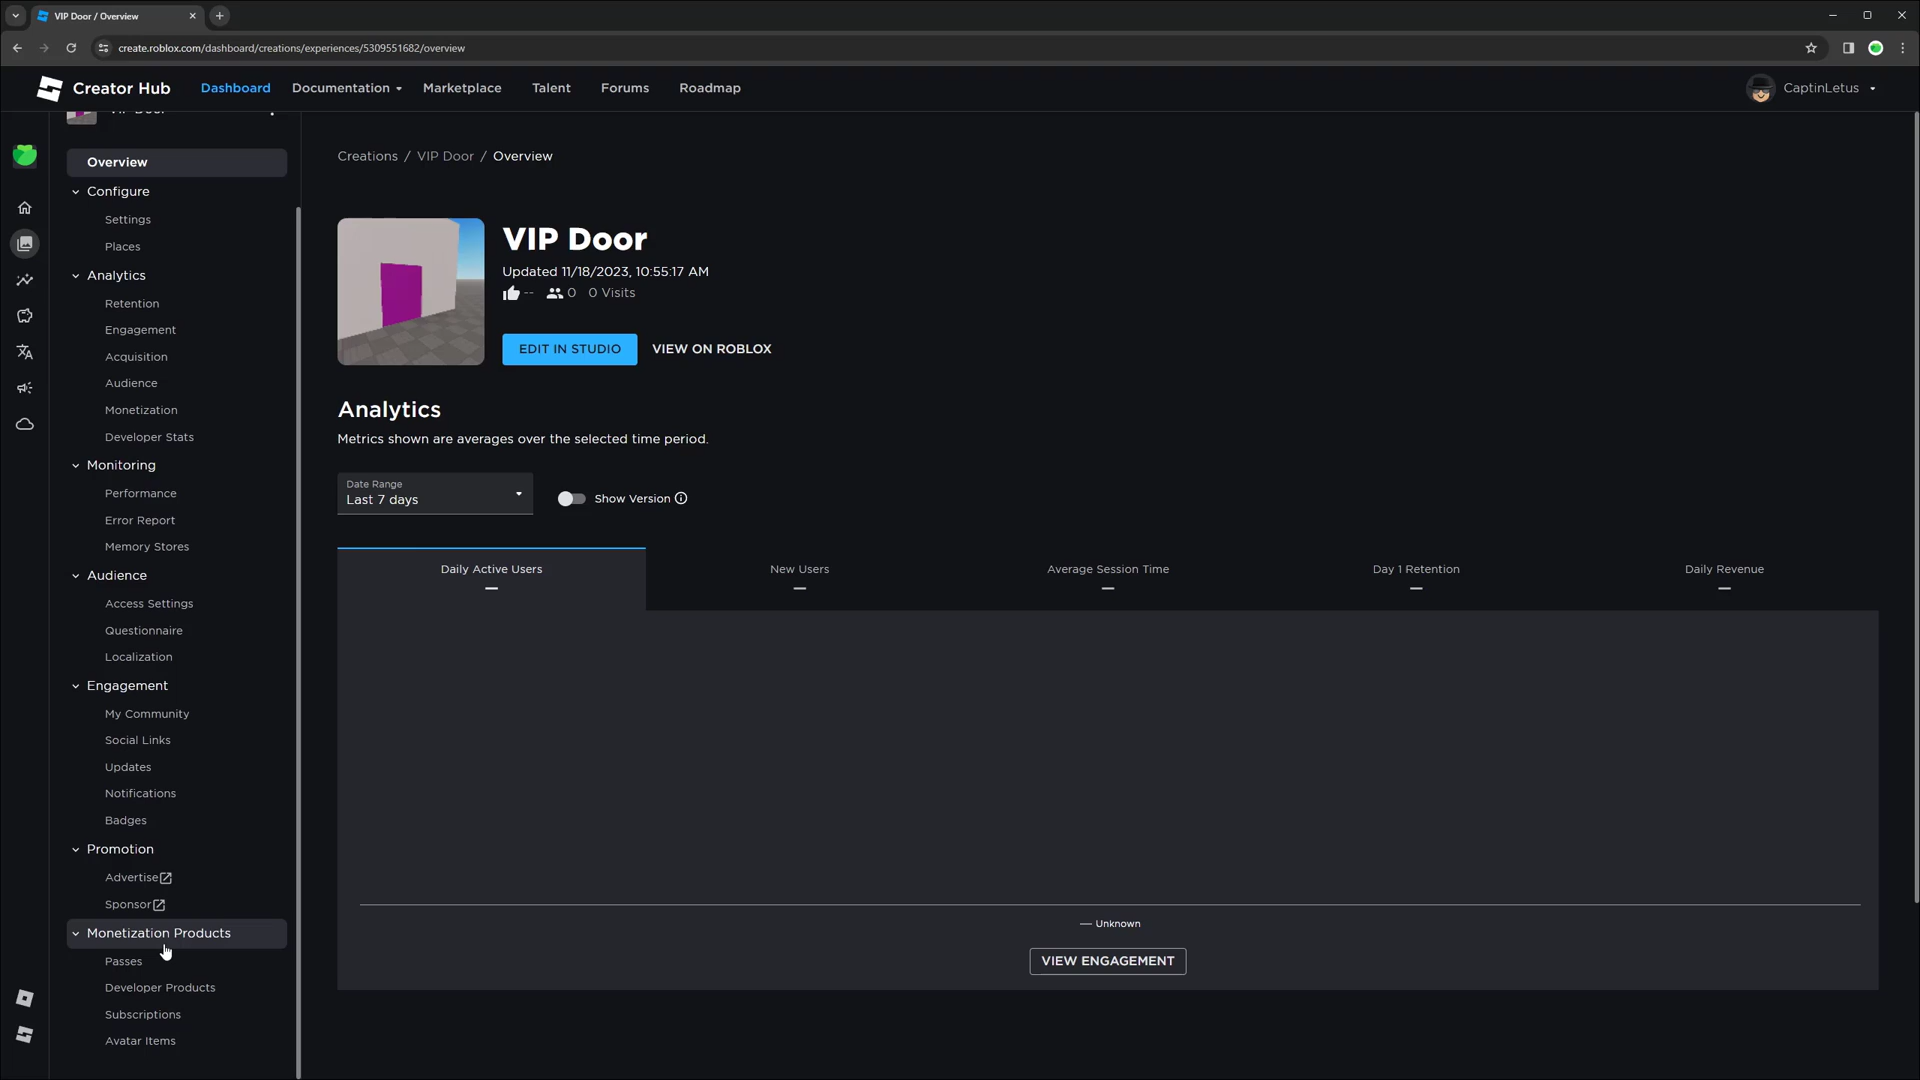 VIP Door / Overview
create.roblox.com/dashboard/creations/experiences/5309551682/overview
Creator Hub
Dashboard
Documentation
Marketplace
Talent
Forums
Roadmap
CaptinLetus
VIP Door
Overview
Configure
Settings
Places
Analytics
Retention
Engagement
Acquisition
Audience
Monetization
Developer Stats
Monitoring
Performance
Error Report
Memory Stores
Audience
Access Settings
Questionnaire
Localization
Engagement
My Community
Social Links
Updates
Notifications
Badges
Promotion
Advertise
Sponsor
Monetization Products
Passes
Developer Products
Subscriptions
Avatar Items
Creations / VIP Door / Overview
VIP Door
Updated 11/18/2023, 10:55:17 AM
-- 0 0 Visits
EDIT IN STUDIO
VIEW ON ROBLOX
Analytics
Metrics shown are averages over the selected time period.
Date Range
Last 7 days
Show Version
Daily Active Users
—
New Users
—
Average Session Time
—
Day 1 Retention
—
Daily Revenue
—
Unknown
VIEW ENGAGEMENT